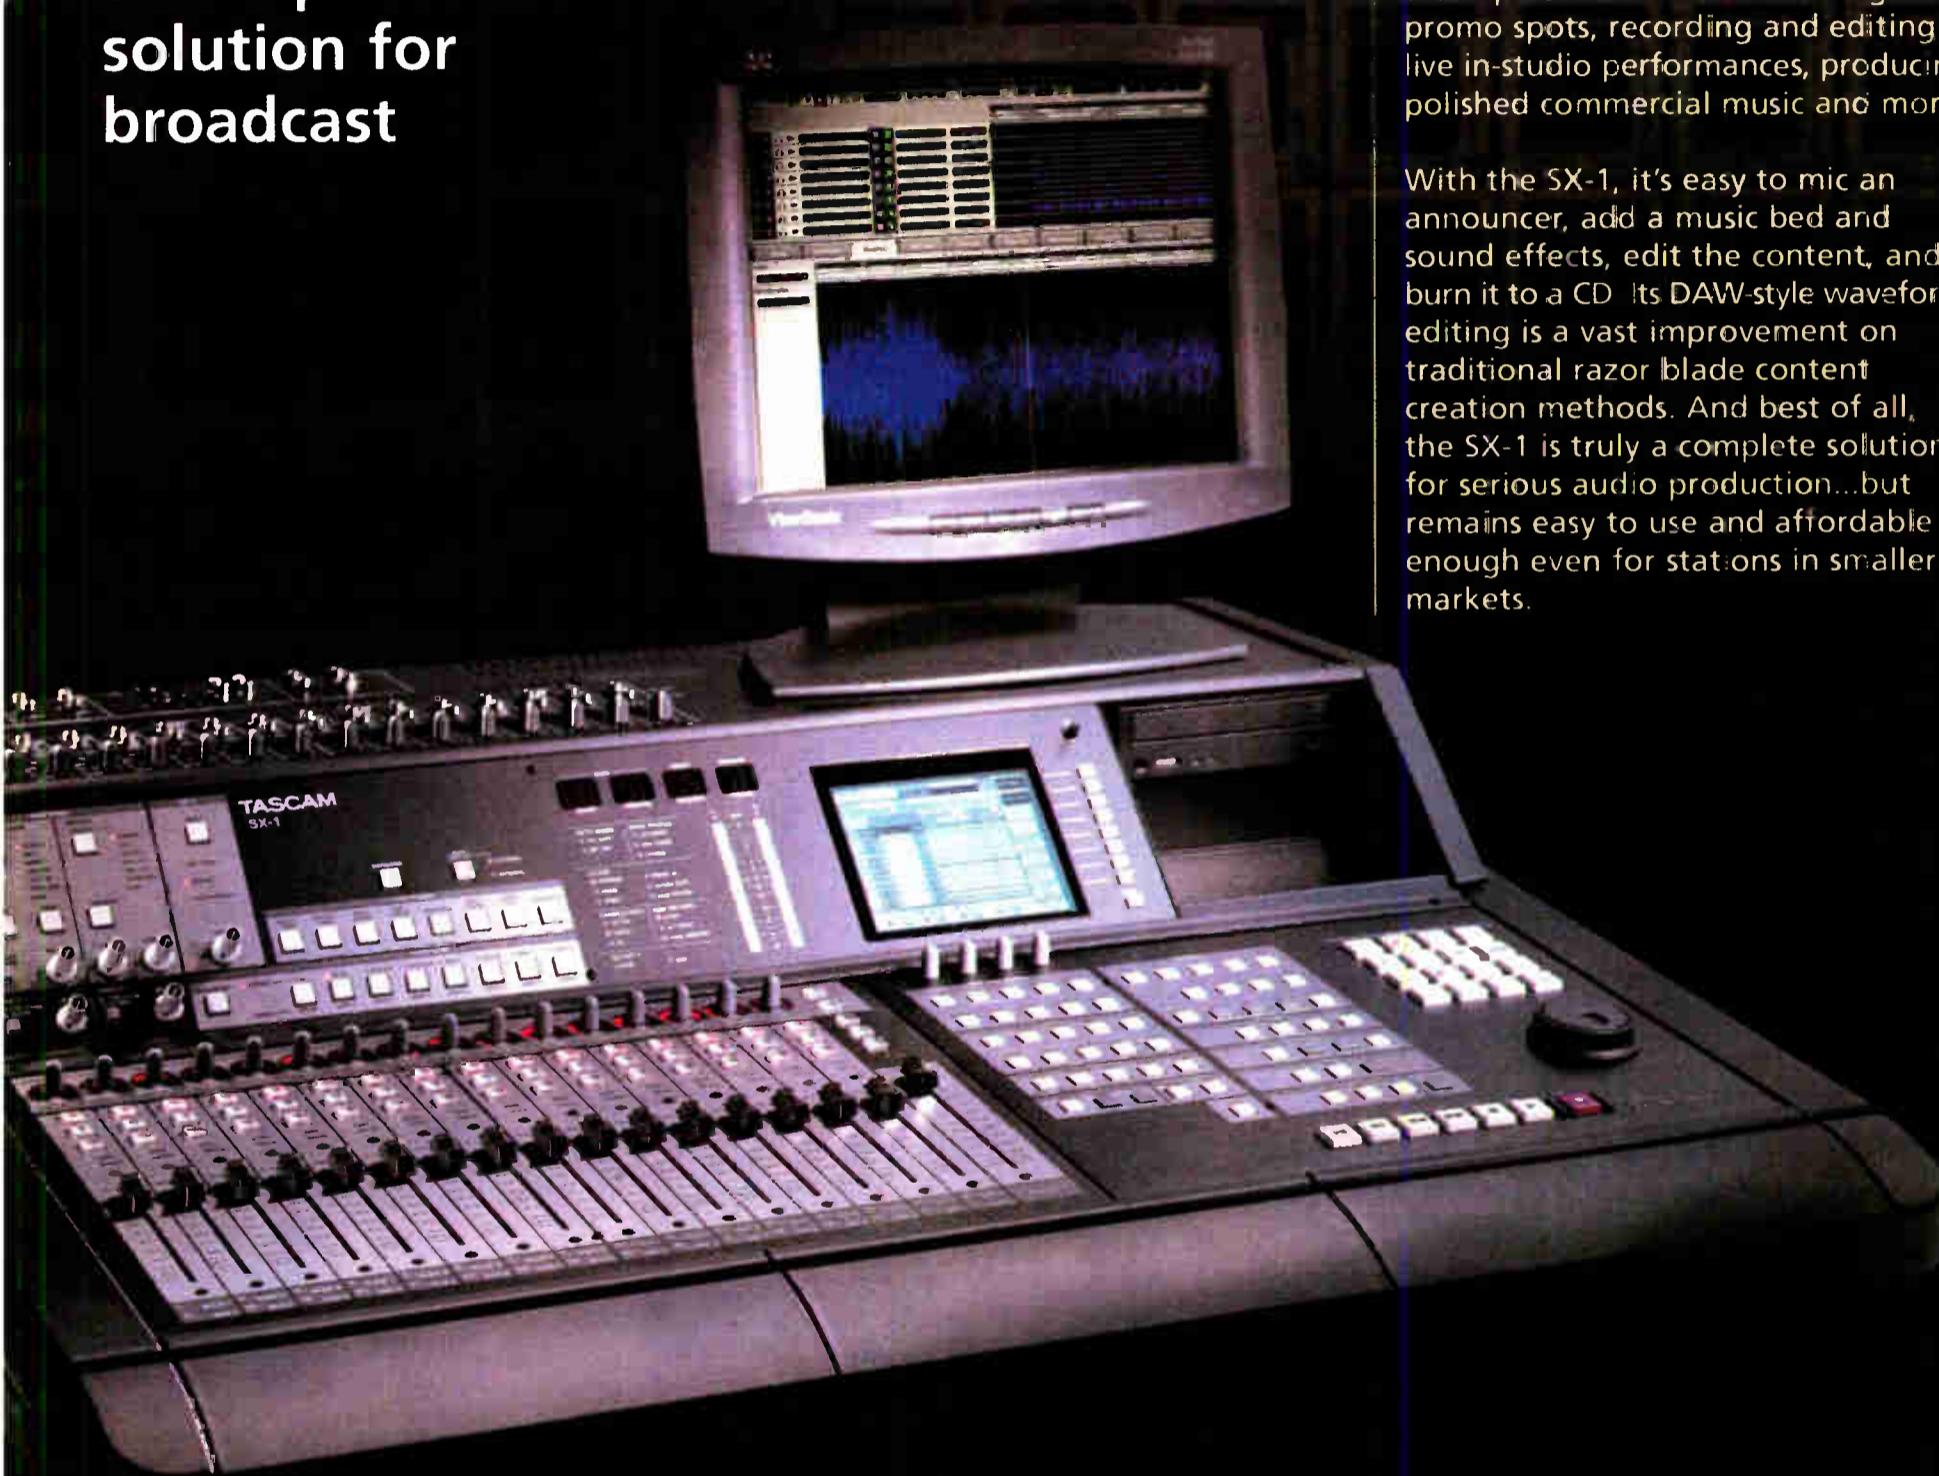 solution for
broadcast
promo spots, recording and editing
live in-studio performances,
polished commercial music and
With the SX-1, it's easy to mic an
announcer, add a music bed and
sound effects, edit the content, and
burn it to a CD Its DAW-style
editing is a vast improvement on
traditional razor blade content
creation methods. And best of all,
the SX-1 is truly a complete solution
for serious audio production...but
remains easy to use and affordable
enough even for stations in smaller
markets.
ViewSonic
TASCAM
SX-1